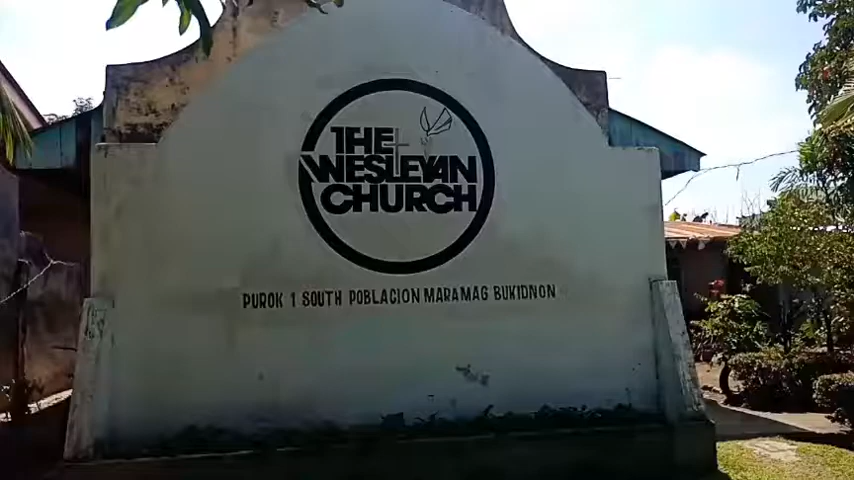 THE
WESLEYAN
CHURCH
PUROK 1 SOUTH POBLACION MARAMAG BUKIDNON